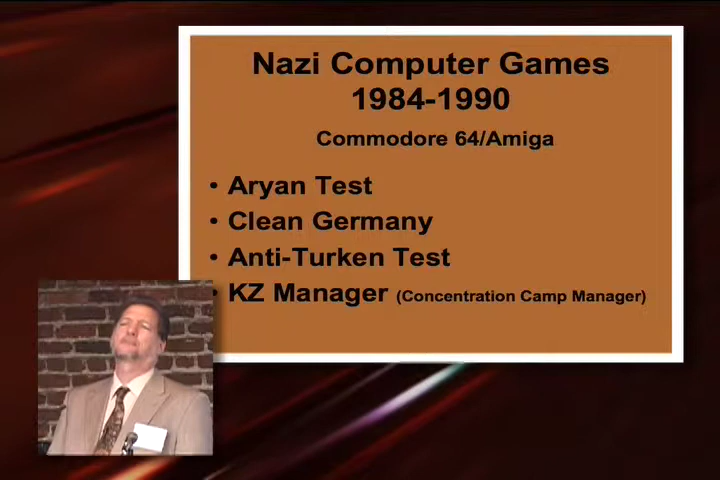 Nazi Computer Games
1984-1990
Commodore 64/Amiga
• Aryan Test
• Clean Germany
• Anti-Turken Test
• KZ Manager (Concentration Camp Manager)